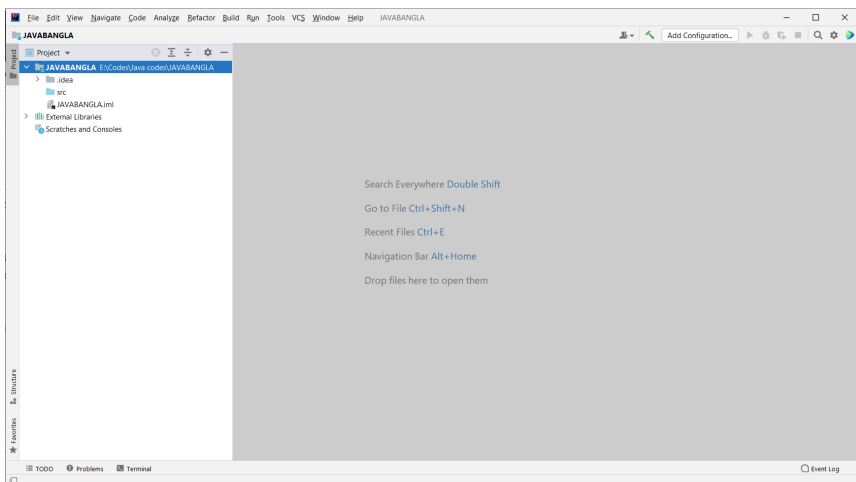 File Edit View Navigate Code Analyze Refactor Build Run Tools VCS Window Help JAVABANGLA
JAVABANGLA
Add Configuration...
Project
Project
JAVABANGLA E:\Codes\Java codes\JAVABANGLA
.idea
src
JAVABANGLA.iml
External Libraries
Scratches and Consoles
Search Everywhere Double Shift
Go to File Ctrl+Shift+N
Recent Files Ctrl+E
Navigation Bar Alt+Home
Drop files here to open them
Structure
Favorites
TODO Problems Terminal
Event Log